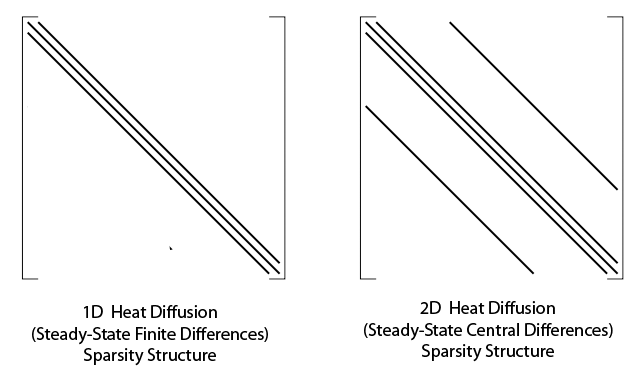 1D Heat Diffusion
(Steady-State Finite Differences)
Sparsity Structure
2D Heat Diffusion
(Steady-State Central Differences)
Sparsity Structure